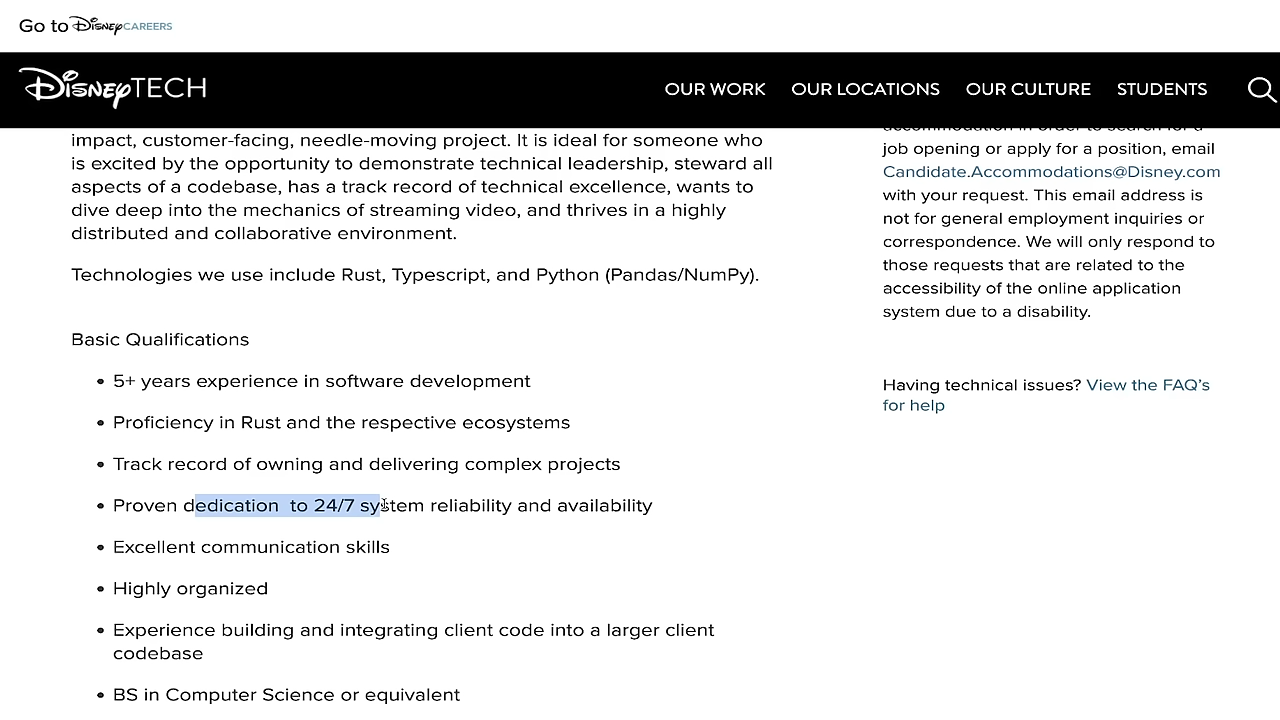 Go to Disney CAREERS
Disney TECH
OUR WORK
OUR LOCATIONS
OUR CULTURE
STUDENTS
impact, customer-facing, needle-moving project. It is ideal for someone who
is excited by the opportunity to demonstrate technical leadership, steward all
aspects of a codebase, has a track record of technical excellence, wants to
dive deep into the mechanics of streaming video, and thrives in a highly
distributed and collaborative environment.
Technologies we use include Rust, Typescript, and Python (Pandas/NumPy).
Basic Qualifications
• 5+ years experience in software development
• Proficiency in Rust and the respective ecosystems
• Track record of owning and delivering complex projects
• Proven dedication  to 24/7 system reliability and availability
• Excellent communication skills
• Highly organized
• Experience building and integrating client code into a larger client
codebase
• BS in Computer Science or equivalent
accommodation in order to search for a
job opening or apply for a position, email
Candidate.Accommodations@Disney.com
with your request. This email address is
not for general employment inquiries or
correspondence. We will only respond to
those requests that are related to the
accessibility of the online application
system due to a disability.
Having technical issues? View the FAQ's
for help